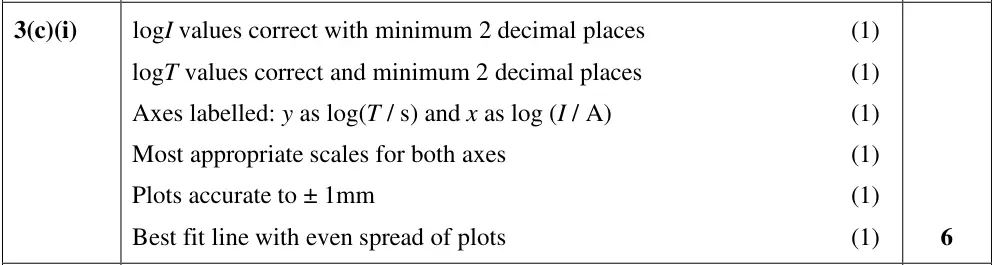 3(c)(i) logI values correct with minimum 2 decimal places (1)
logT values correct and minimum 2 decimal places (1)
Axes labelled: y as log(T / s) and x as log (I / A) (1)
Most appropriate scales for both axes (1)
Plots accurate to ± 1mm (1)
Best fit line with even spread of plots (1) 6